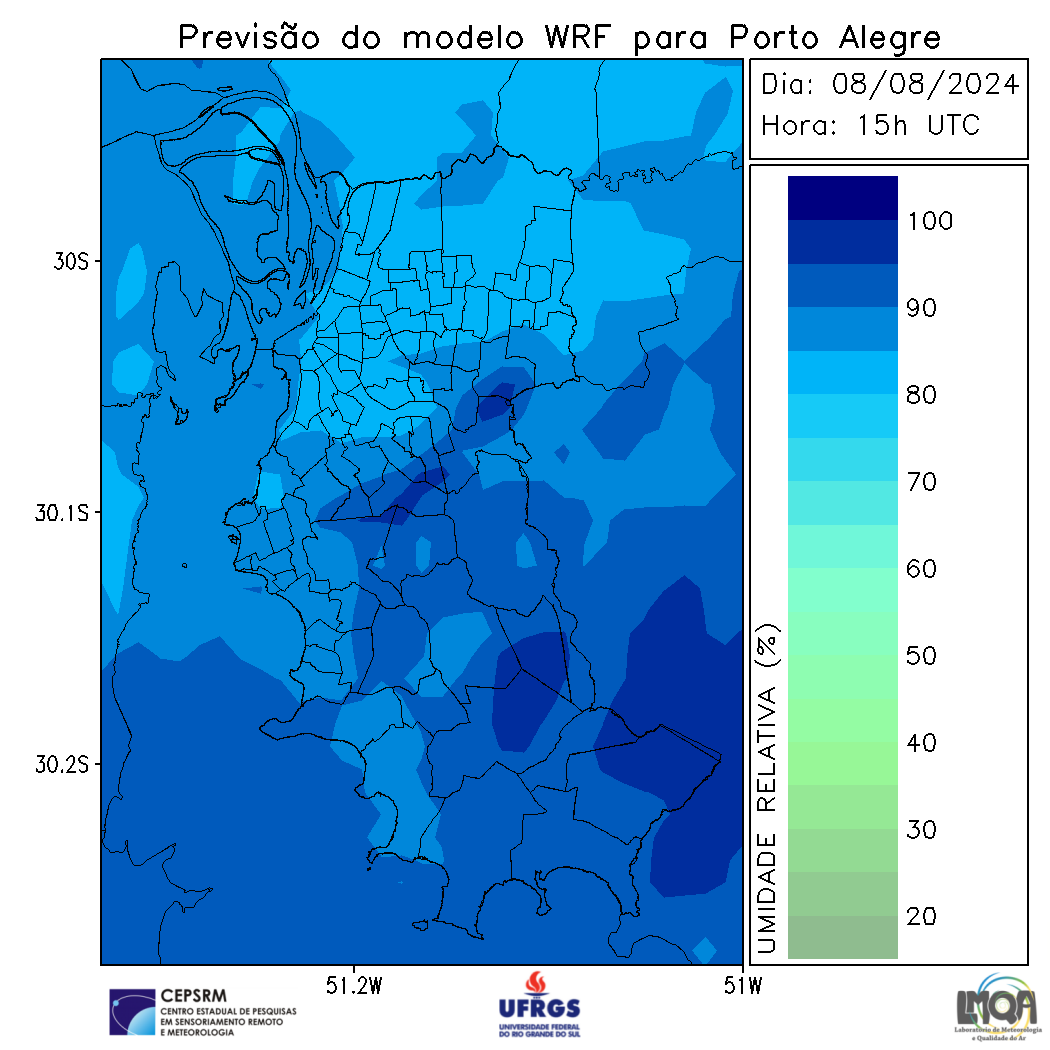 Previsão do modelo WRF para Porto Alegre
Dia: 08/08/2024
Hora: 15h UTC
30S
30.1S
30.2S
51.2W
51W
UMIDADE RELATIVA (%)
100
90
80
70
60
50
40
30
20
CEPSRM
CENTRO ESTADUAL DE PESQUISAS
EM SENSORIAMENTO REMOTO
E METEOROLOGIA
UFRGS
UNIVERSIDADE FEDERAL
DO RIO GRANDE DO SUL
LMQA
Laboratório de Meteorologia
e Qualidade do Ar